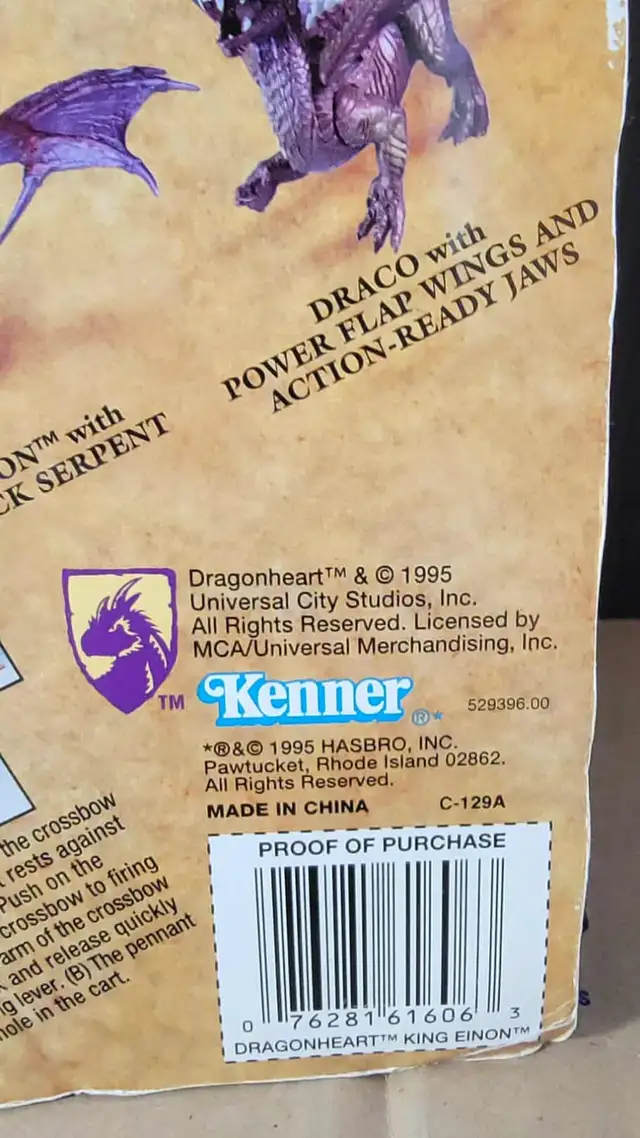 DRACO with
POWER FLAP WINGS AND
ACTION-READY JAWS
ON™ with
CK SERPENT
Dragonheart™ & © 1995
Universal City Studios, Inc.
All Rights Reserved. Licensed by
MCA/Universal Merchandising, Inc.
TM
Kenner®*
529396.00
*®&© 1995 HASBRO, INC.
Pawtucket, Rhode Island 02862.
All Rights Reserved.
MADE IN CHINA C-129A
the crossbow
rests against
Push on the
crossbow to firing
arm of the crossbow
and release quickly
g lever. (B) The pennant
hole in the cart.
PROOF OF PURCHASE
0 76281 61606 3
DRAGONHEART™ KING EINON™